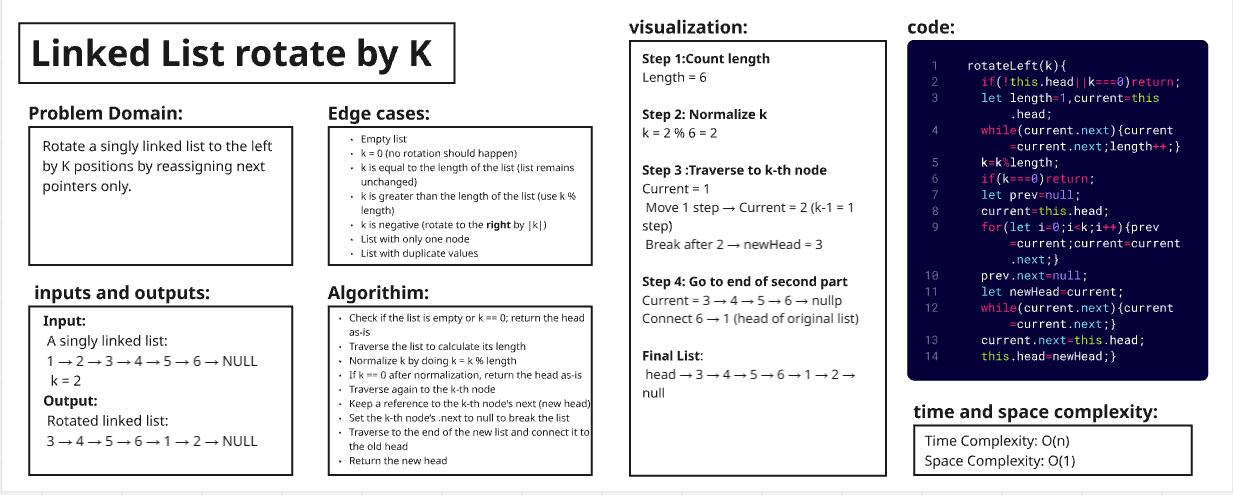 Linked List rotate by K
Problem Domain:
Rotate a singly linked list to the left
by K positions by reassigning next
pointers only.
inputs and outputs:
Input:
A singly linked list:
1 → 2 → 3 → 4 → 5 → 6 → NULL
k = 2
Output:
Rotated linked list:
3 → 4 → 5 → 6 → 1 → 2 → NULL
Edge cases:
• Empty list
• k = 0 (no rotation should happen)
• k is equal to the length of the list (list remains
unchanged)
• k is greater than the length of the list (use k %
length)
• k is negative (rotate to the right by |k|)
• List with only one node
• List with duplicate values
Algorithim:
• Check if the list is empty or k == 0; return the head
as-is
• Traverse the list to calculate its length
• Normalize k by doing k = k % length
• If k == 0 after normalization, return the head as-is
• Traverse again to the k-th node
• Keep a reference to the k-th node's next (new head)
• Set the k-th node's .next to null to break the list
• Traverse to the end of the new list and connect it to
the old head
• Return the new head
visualization:
Step 1:Count length
Length = 6
Step 2: Normalize k
k = 2 % 6 = 2
Step 3 :Traverse to k-th node
Current = 1
Move 1 step → Current = 2 (k-1 = 1
step)
Break after 2 → newHead = 3
Step 4: Go to end of second part
Current = 3 → 4 → 5 → 6 → nullp
Connect 6 → 1 (head of original list)
Final List:
head → 3 → 4 → 5 → 6 → 1 → 2 →
null
code:
1 rotateLeft(k){
2 if(!this.head||k===0)return;
3 let length=1,current=this
.head;
4 while(current.next){current
=current.next;length++;}
5 k=k%length;
6 if(k===0)return;
7 let prev=null;
8 current=this.head;
9 for(let i=0;i<k;i++){prev
=current;current=current
.next;}
10 prev.next=null;
11 let newHead=current;
12 while(current.next){current
=current.next;}
13 current.next=this.head;
14 this.head=newHead;}
time and space complexity:
Time Complexity: O(n)
Space Complexity: O(1)